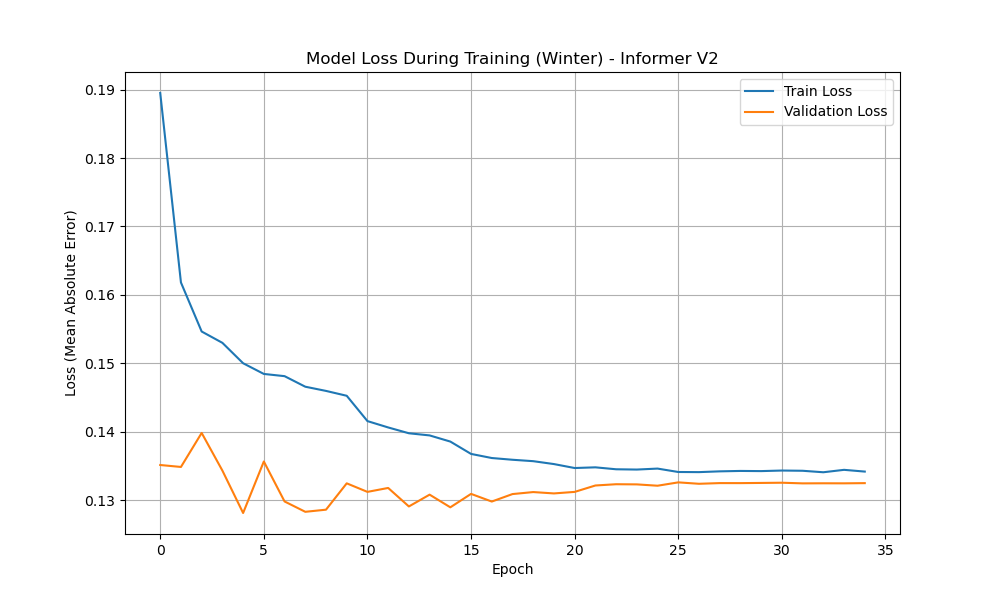 Model Loss During Training (Winter) - Informer V2
Train Loss
Validation Loss
Loss (Mean Absolute Error)
0.19
0.18
0.17
0.16
0.15
0.14
0.13
0 5 10 15 20 25 30 35
Epoch